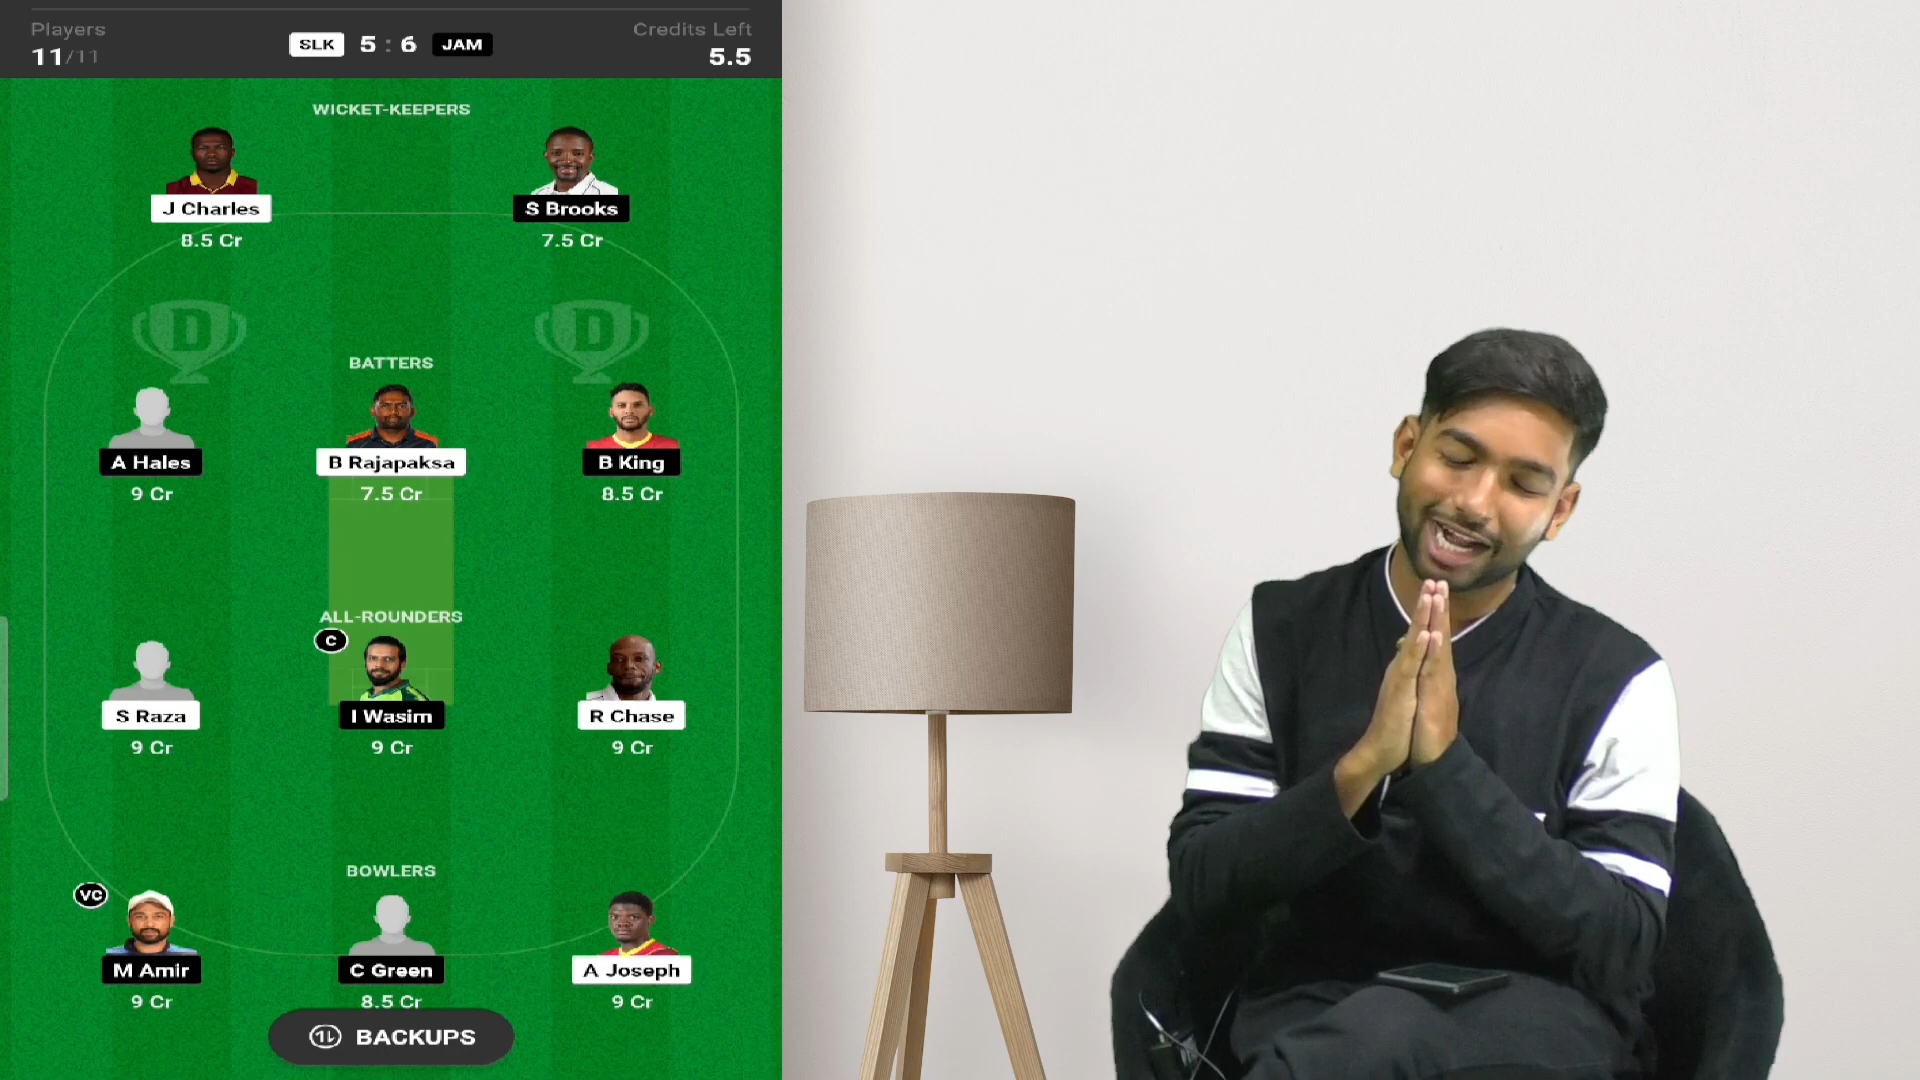 Players
11/11
SLK 5 : 6 JAM
Credits Left
5.5
WICKET-KEEPERS
J Charles
S Brooks
8.5 Cr
7.5 Cr
D
D
BATTERS
A Hales
B Rajapaksa
B King
9 Cr
7.5 Cr
8.5 Cr
ALL-ROUNDERS
C
S Raza
I Wasim
R Chase
9 Cr
9 Cr
9 Cr
BOWLERS
VC
M Amir
C Green
A Joseph
9 Cr
8.5 Cr
9 Cr
BACKUPS